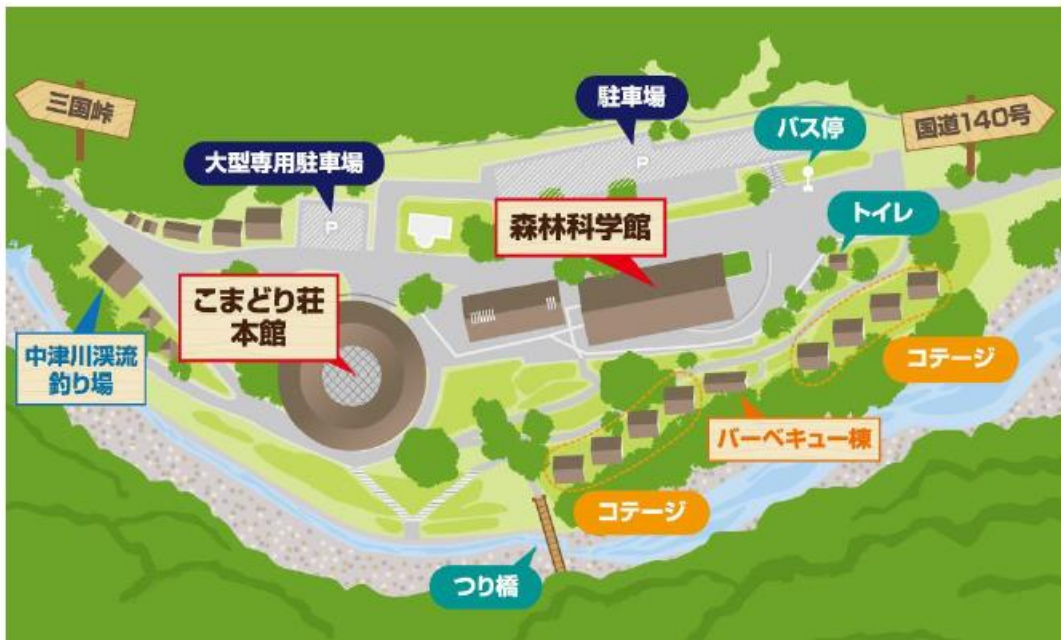 三国峠
駐車場
バス停
国道140号
大型専用駐車場
P
P
トイレ
森林科学館
こまどり荘
本館
中津川渓流
釣り場
コテージ
バーベキュー棟
コテージ
つり橋